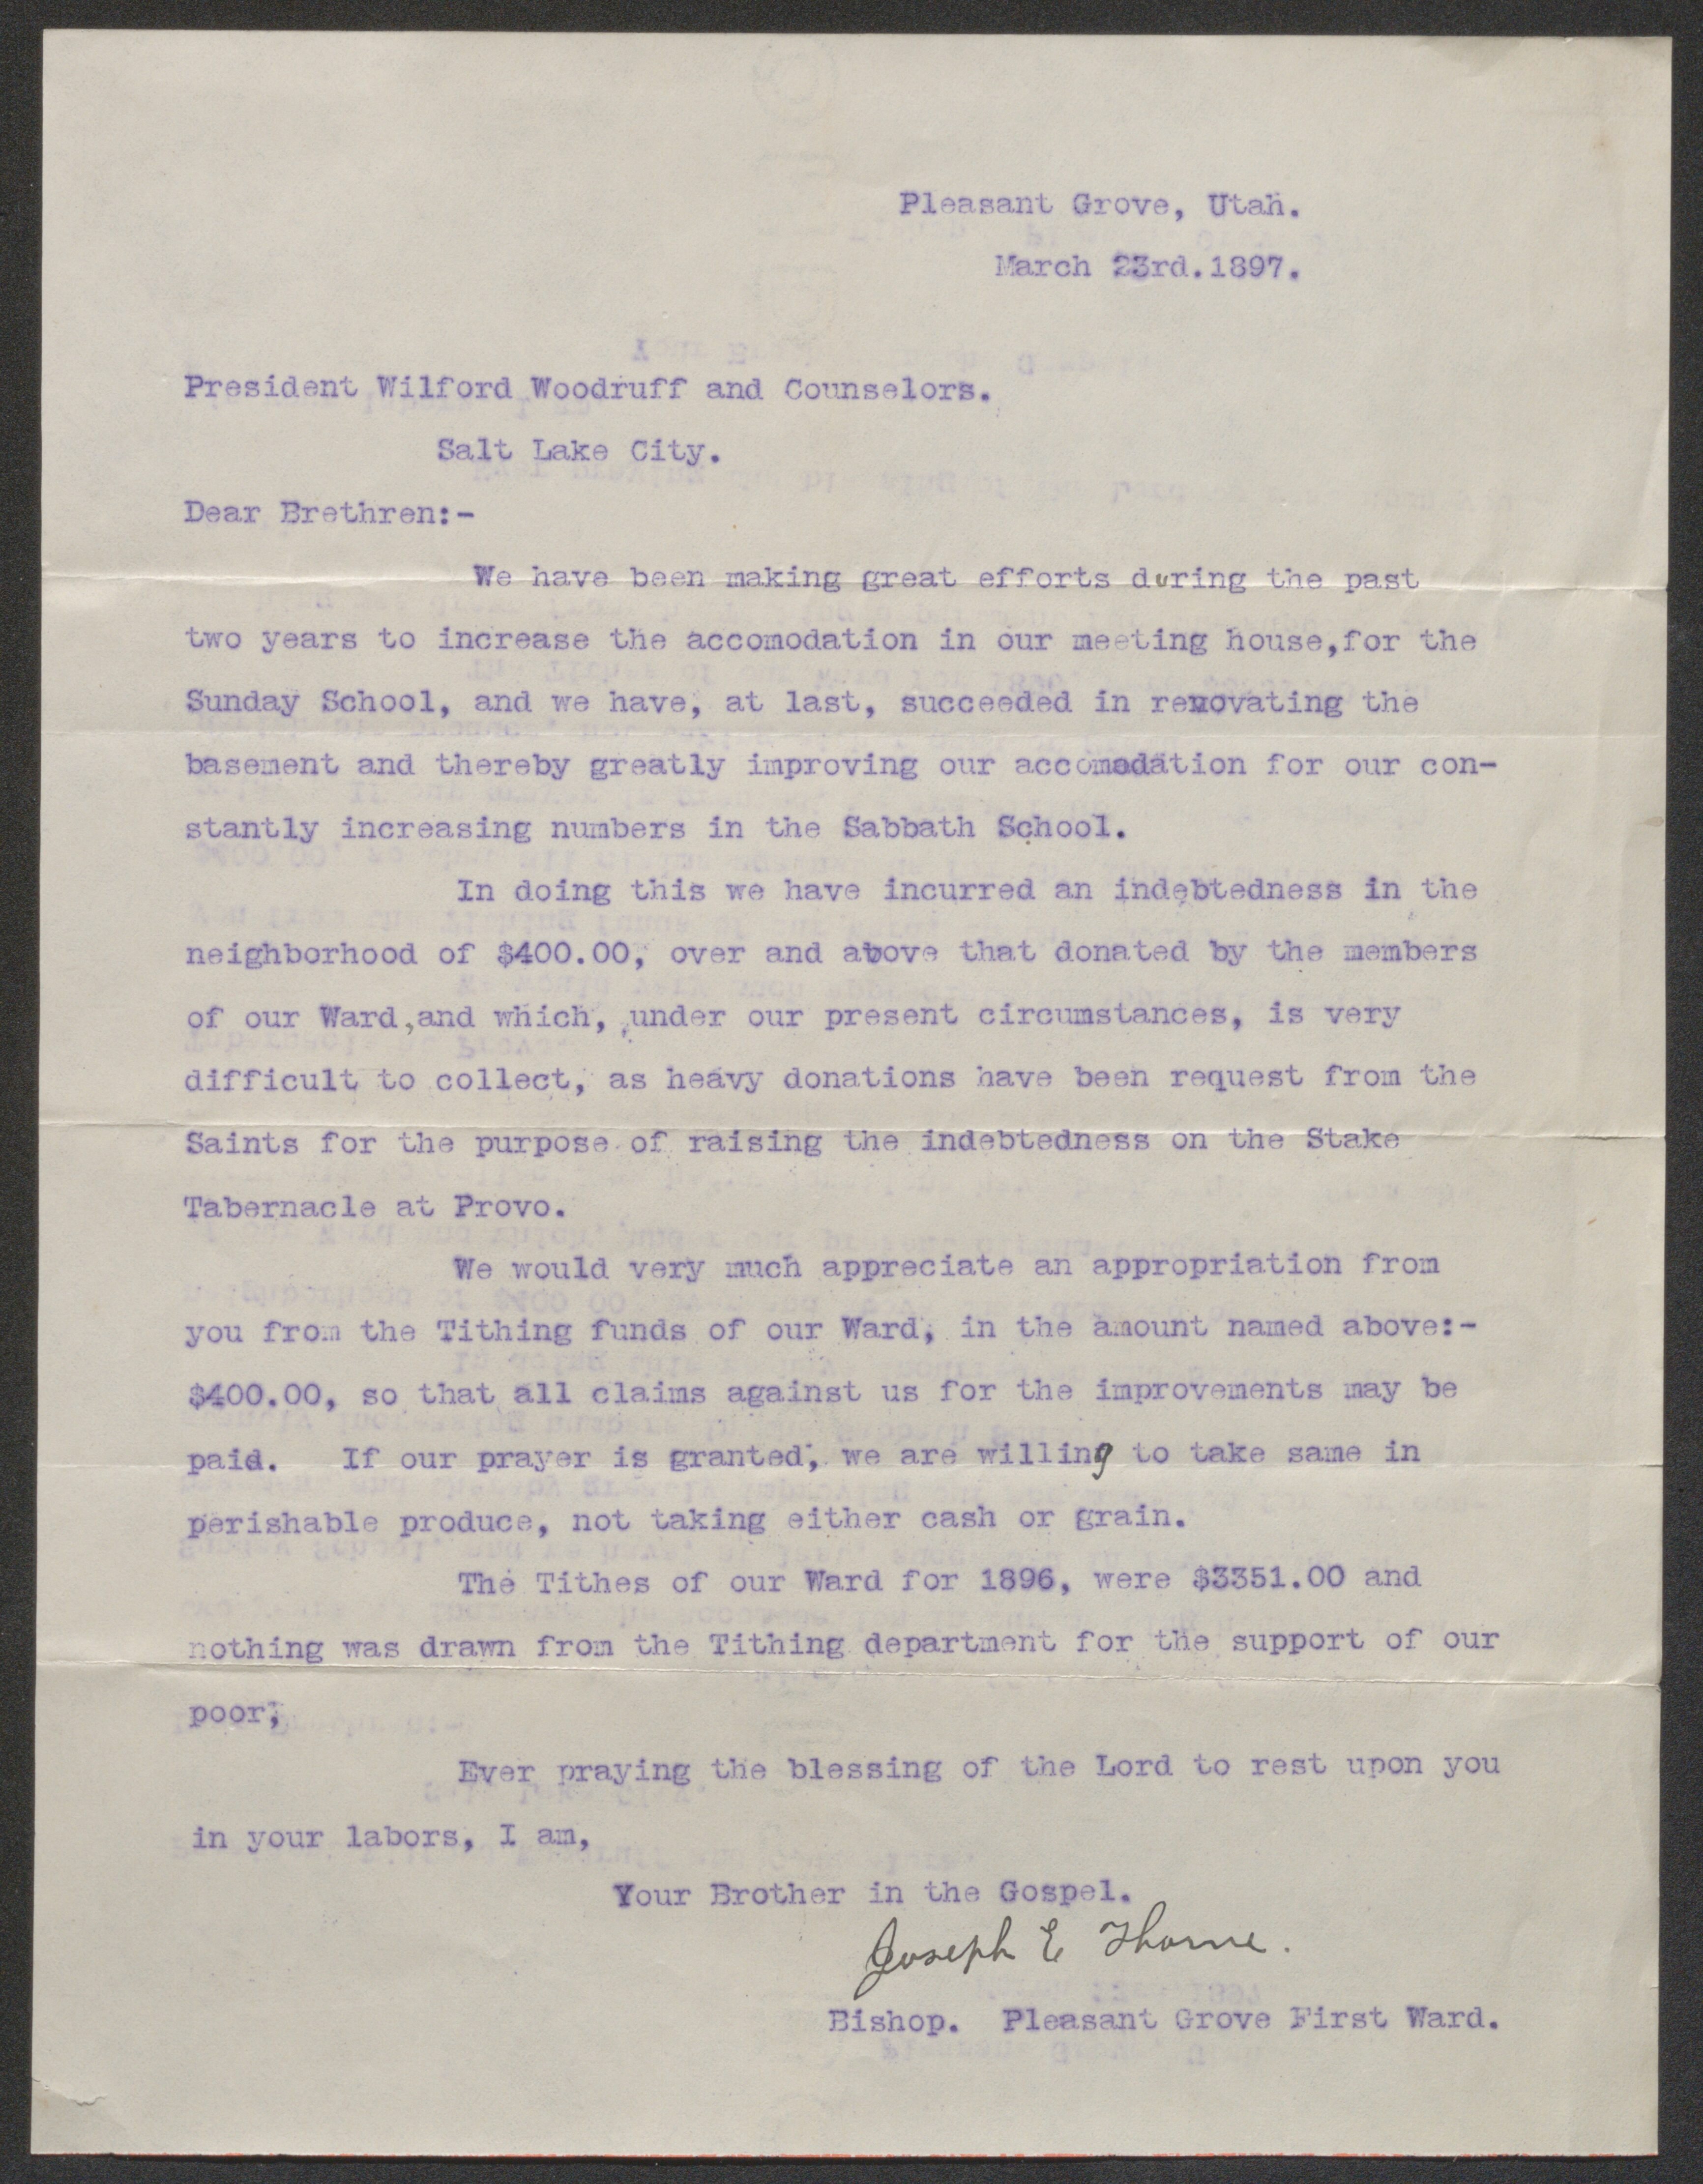 Pleasant Grove, Utah.
March 23rd.1897.
President Wilford Woodruff and Counselors.
Salt Lake City.
Dear Brethren:-
We have been making great efforts during the past
two years to increase the accomodation in our meeting house,for the
Sunday School, and we have, at last, succeeded in renovating the
basement and thereby greatly improving our accomodation for our con-
stantly increasing numbers in the Sabbath School.
In doing this we have incurred an indebtedness in the
neighborhood of $400.00, over and above that donated by the members
of our Ward,and which, under our present circumstances, is very
difficult to collect, as heavy donations have been request from the
Saints for the purpose of raising the indebtedness on the Stake
Tabernacle at Provo.
We would very much appreciate an appropriation from
you from the Tithing funds of our Ward, in the amount named above:-
$400.00, so that all claims against us for the improvements may be
paid. If our prayer is granted, we are willing to take same in
perishable produce, not taking either cash or grain.
The Tithes of our Ward for 1896, were $3351.00 and
nothing was drawn from the Tithing department for the support of our
poor;
Ever praying the blessing of the Lord to rest upon you
in your labors, I am,
Your Brother in the Gospel.
Joseph E Thorne.
Bishop. Pleasant Grove First Ward.